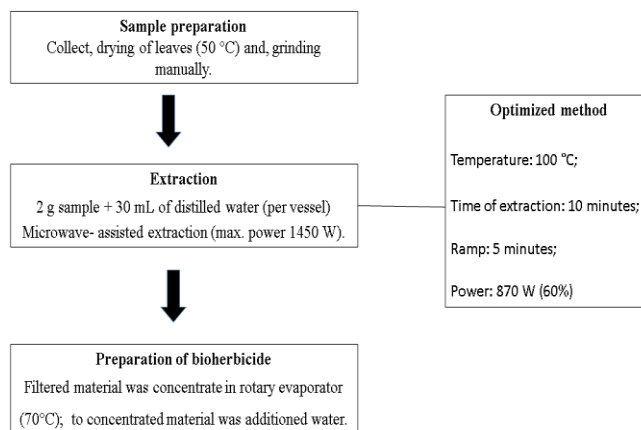 Sample preparation
Collect, drying of leaves (50 °C) and, grinding
manually.
Extraction
2 g sample + 30 mL of distilled water (per vessel)
Microwave- assisted extraction (max. power 1450 W).
Optimized method
Temperature: 100 °C;
Time of extraction: 10 minutes;
Ramp: 5 minutes;
Power: 870 W (60%)
Preparation of bioherbicide
Filtered material was concentrate in rotary evaporator
(70°C); to concentrated material was additioned water.